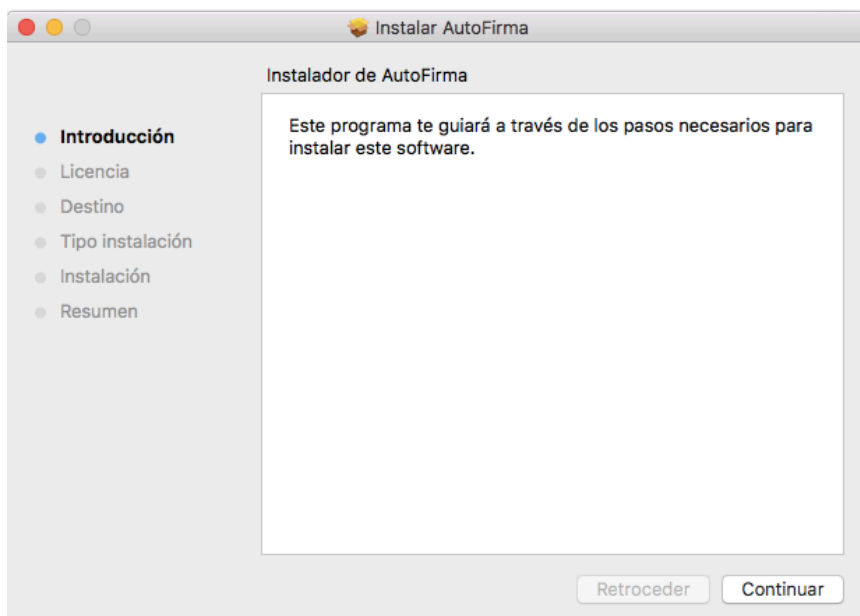 Instalar AutoFirma
Instalador de AutoFirma
Introducción
Licencia
Destino
Tipo instalación
Instalación
Resumen
Este programa te guiará a través de los pasos necesarios para
instalar este software.
Retroceder
Continuar